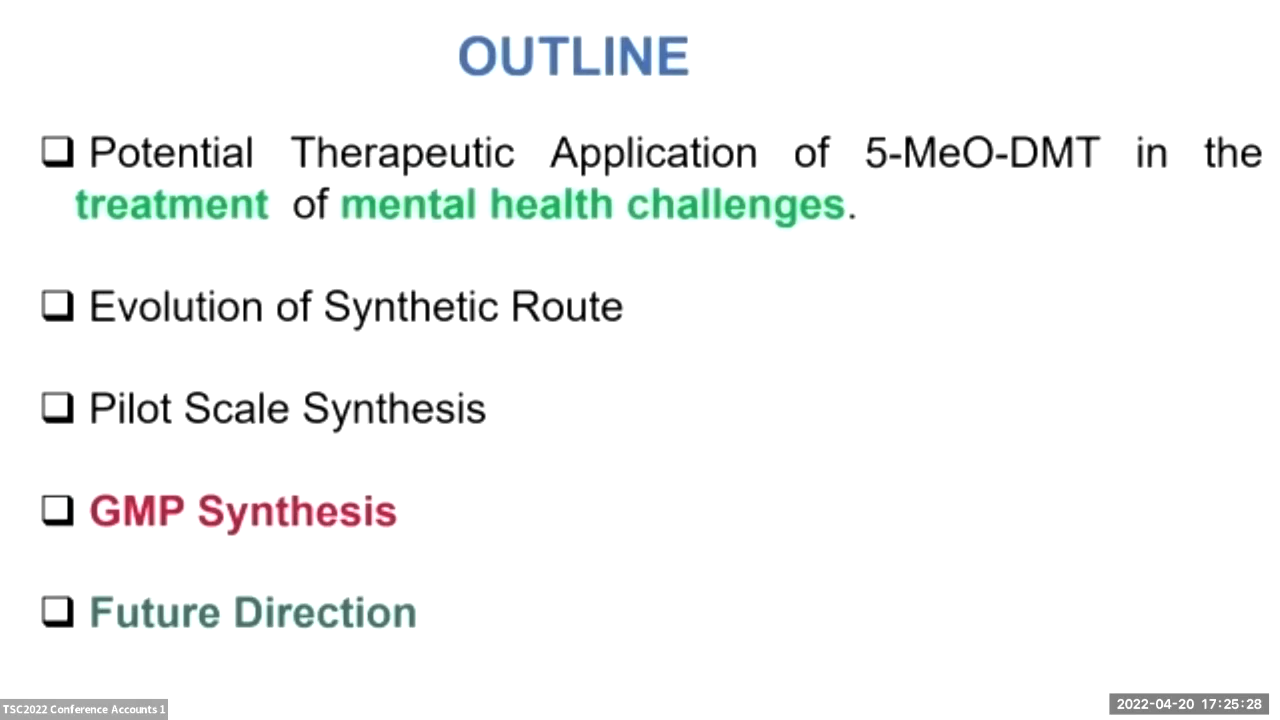 OUTLINE
Potential Therapeutic Application of 5-MeO-DMT in the
treatment of mental health challenges.
Evolution of Synthetic Route
Pilot Scale Synthesis
GMP Synthesis
Future Direction
TSC2022 Conference Accounts 1
2022-04-20 17:25:28